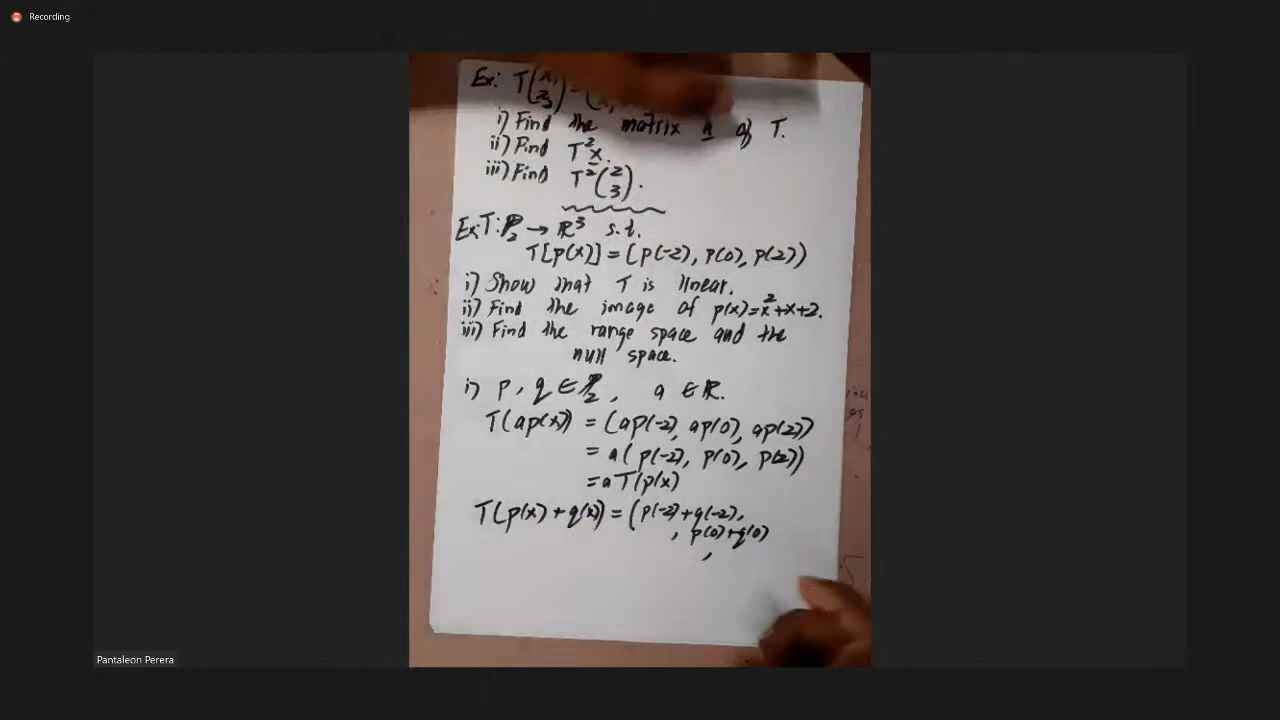 Recording
Ex: T(x₁ x₃) = (x₁
i) Find the matrix A of T.
ii) Find T²x.
iii) Find T²(2 3).
Ex: T: P₂ → R³ s.t.
T[p(x)] = (p(-2), p(0), p(2))
i) Show that T is linear.
ii) Find the image of p(x)=x²+x+2.
iii) Find the range space and the
null space.
i) p, q ∈ P₂, a ∈ R.
T(ap(x)) = (ap(-2), ap(0), ap(2))
= a(p(-2), p(0), p(2))
= aT(p(x)
T(p(x) + q(x)) = (p(-2)+q(-2),
, p(0)+q(0)
,
Pantaleon Perera